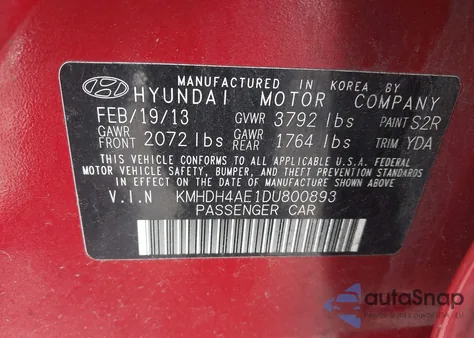 MANUFACTURED IN KOREA BY
HYUNDAI MOTOR COMPANY
FEB/19/13 GVWR 3792 lbs PAINT S2R
GAWR FRONT 2072 lbs GAWR REAR 1764 lbs TRIM YDA
THIS VEHICLE CONFORMS TO ALL APPLICABLE U.S.A. FEDERAL
MOTOR VEHICLE SAFETY, BUMPER, AND THEFT
PREVENTION STANDARDS IN EFFECT ON THE DATE OF
MANUFACTURE SHOWN ABOVE.
V.I.N KMHDH4AE1DU800893
PASSENGER CAR
autoSnap